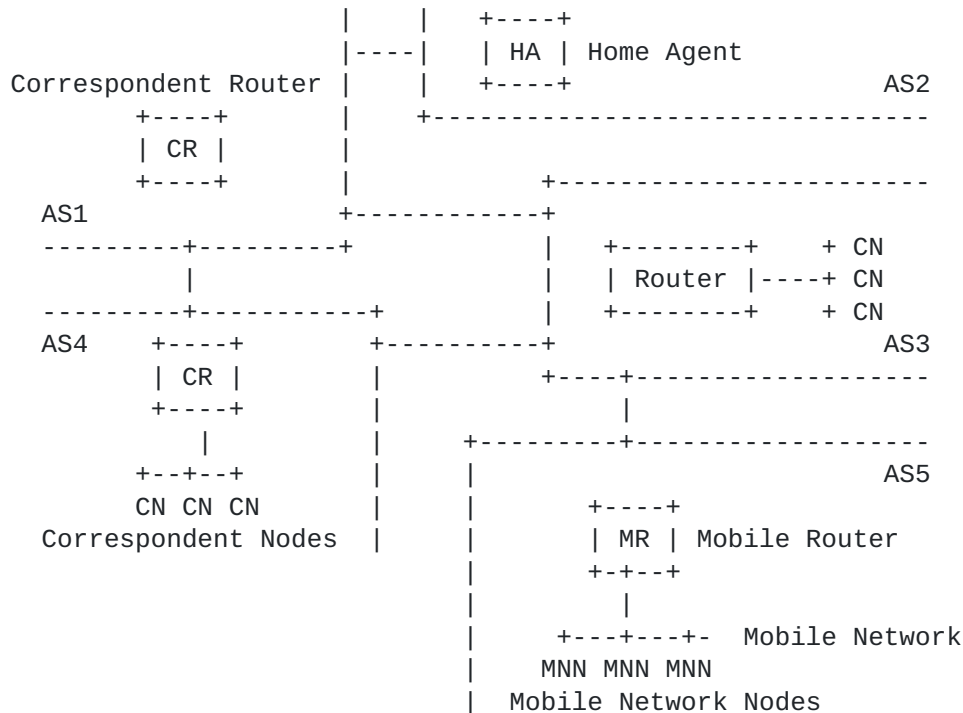 HA Home Agent
Correspondent Router AS2
CR
AS1
CN
Router CN
CN
AS4 AS3
CR
AS5
CN CN CN
Correspondent Nodes MR Mobile Router
Mobile Network
MNN MNN MNN
Mobile Network Nodes